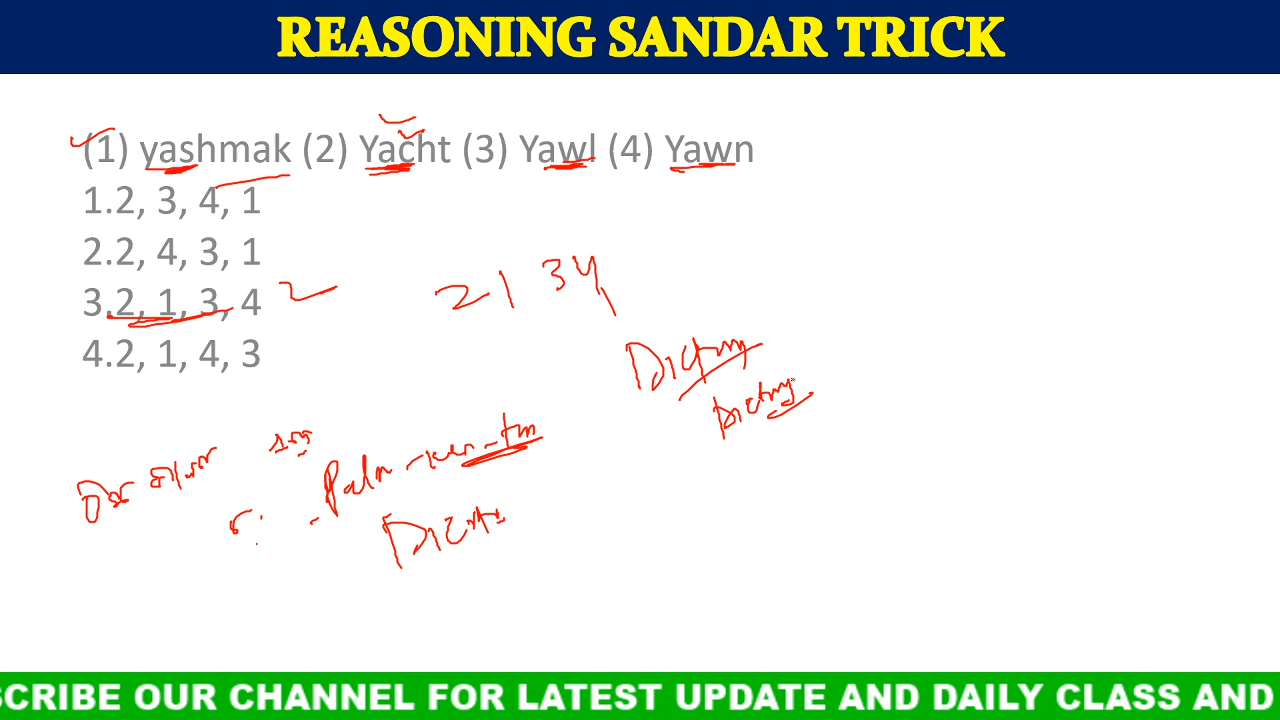 REASONING SANDAR TRICK
(1) yashmak (2) Yacht (3) Yawl (4) Yawn
1.2, 3, 4, 1
2.2, 4, 3, 1
3.2, 1, 3, 4
4.2, 1, 4, 3
2 1 3 4
SCRIBE OUR CHANNEL FOR LATEST UPDATE AND DAILY CLASS AND